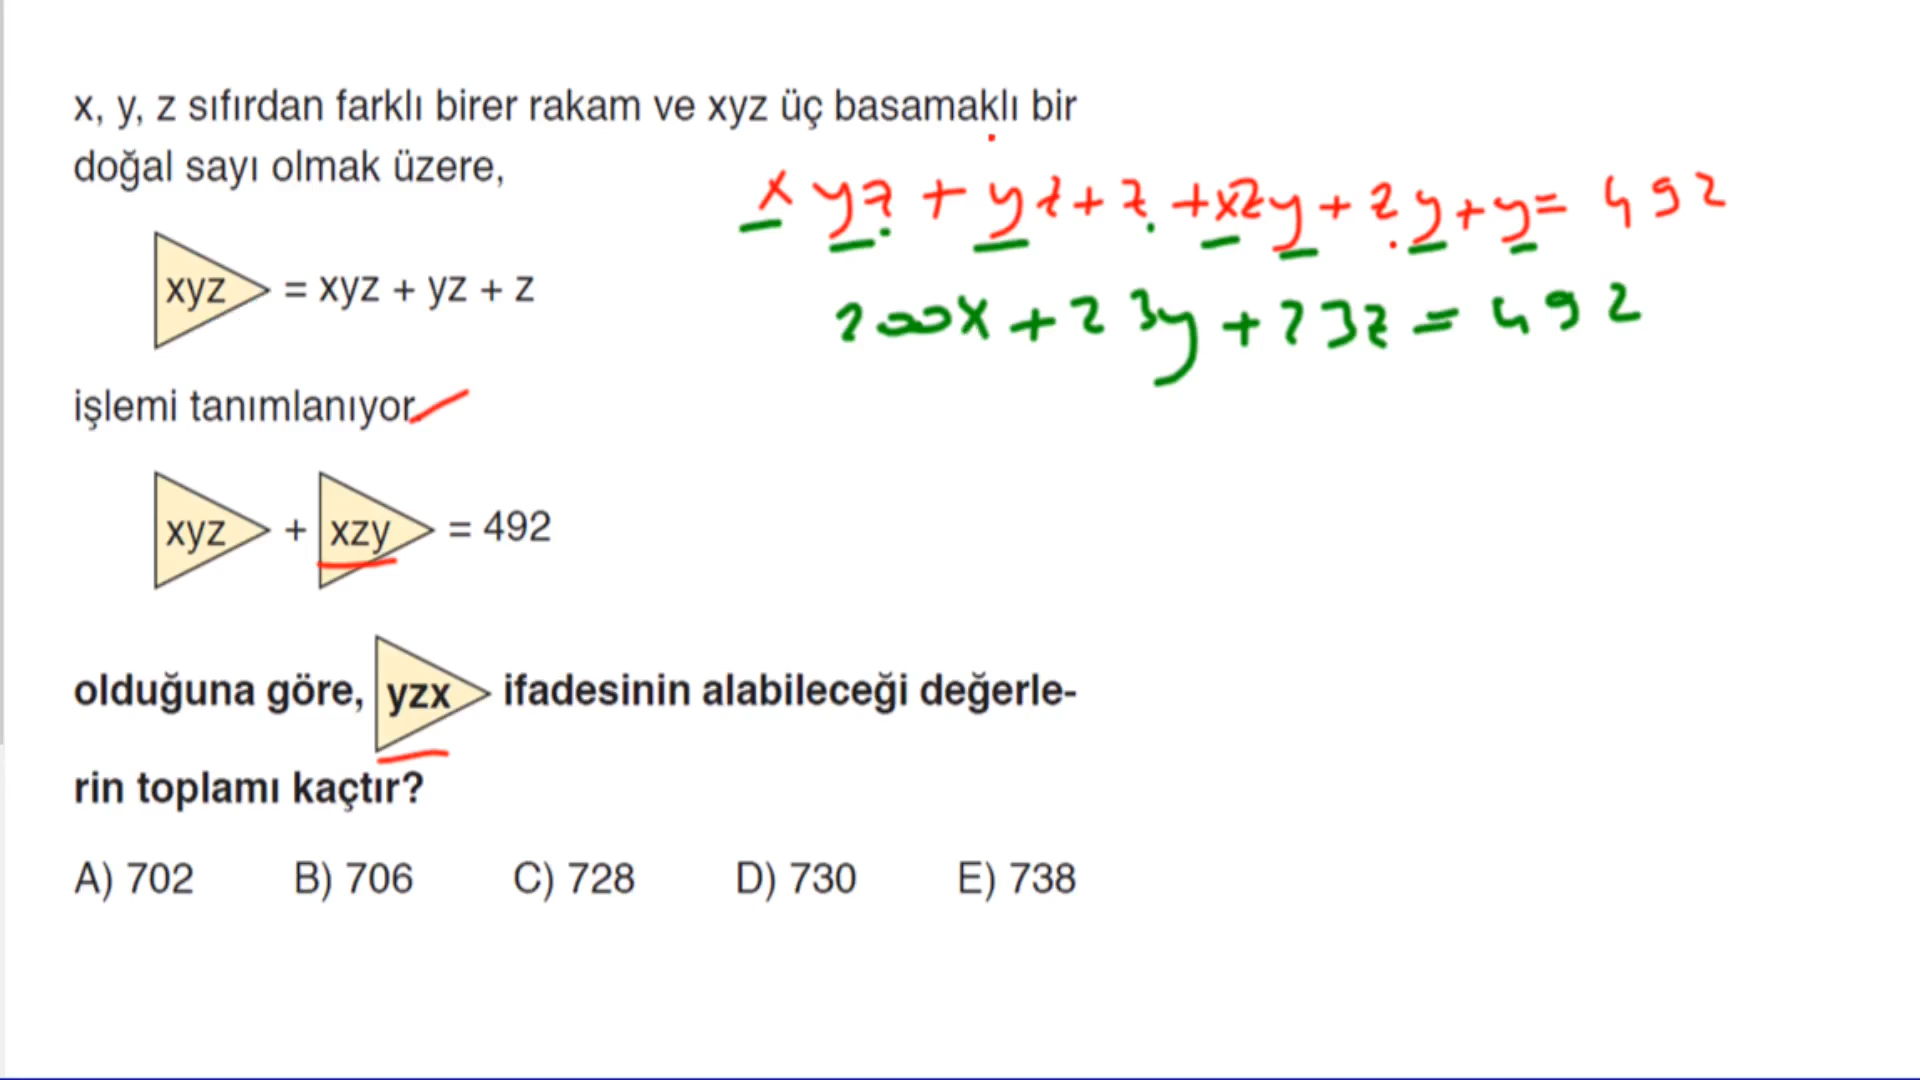 x, y, z sıfırdan farklı birer rakam ve xyz üç basamaklı bir
doğal sayı olmak üzere,
xyz + yz + z + xzy + zy + y = 492
200x + 23y + 23z = 492
xyz = xyz + yz + z
işlemi tanımlanıyor.
xyz + xzy = 492
olduğuna göre, yzx ifadesinin alabileceği değerle-
rin toplamı kaçtır?
A) 702 B) 706 C) 728 D) 730 E) 738